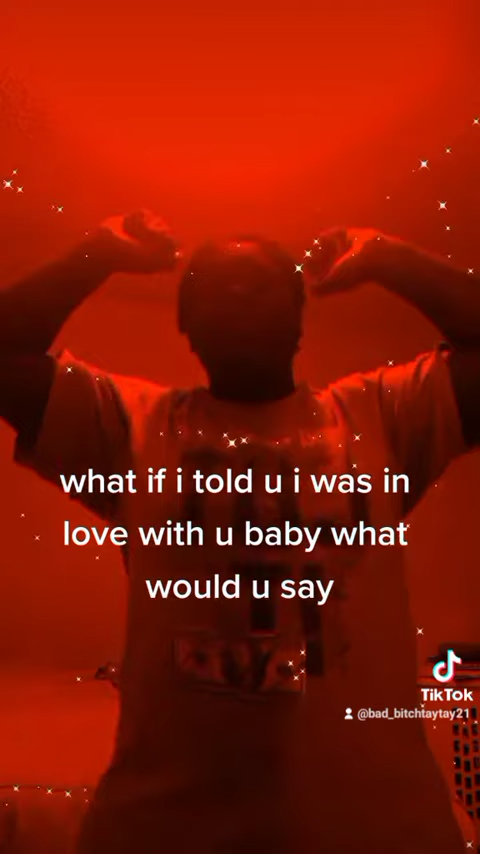 what if i told u i was in
love with u baby what
would u say
TikTok
@bad_bitchtaytay21